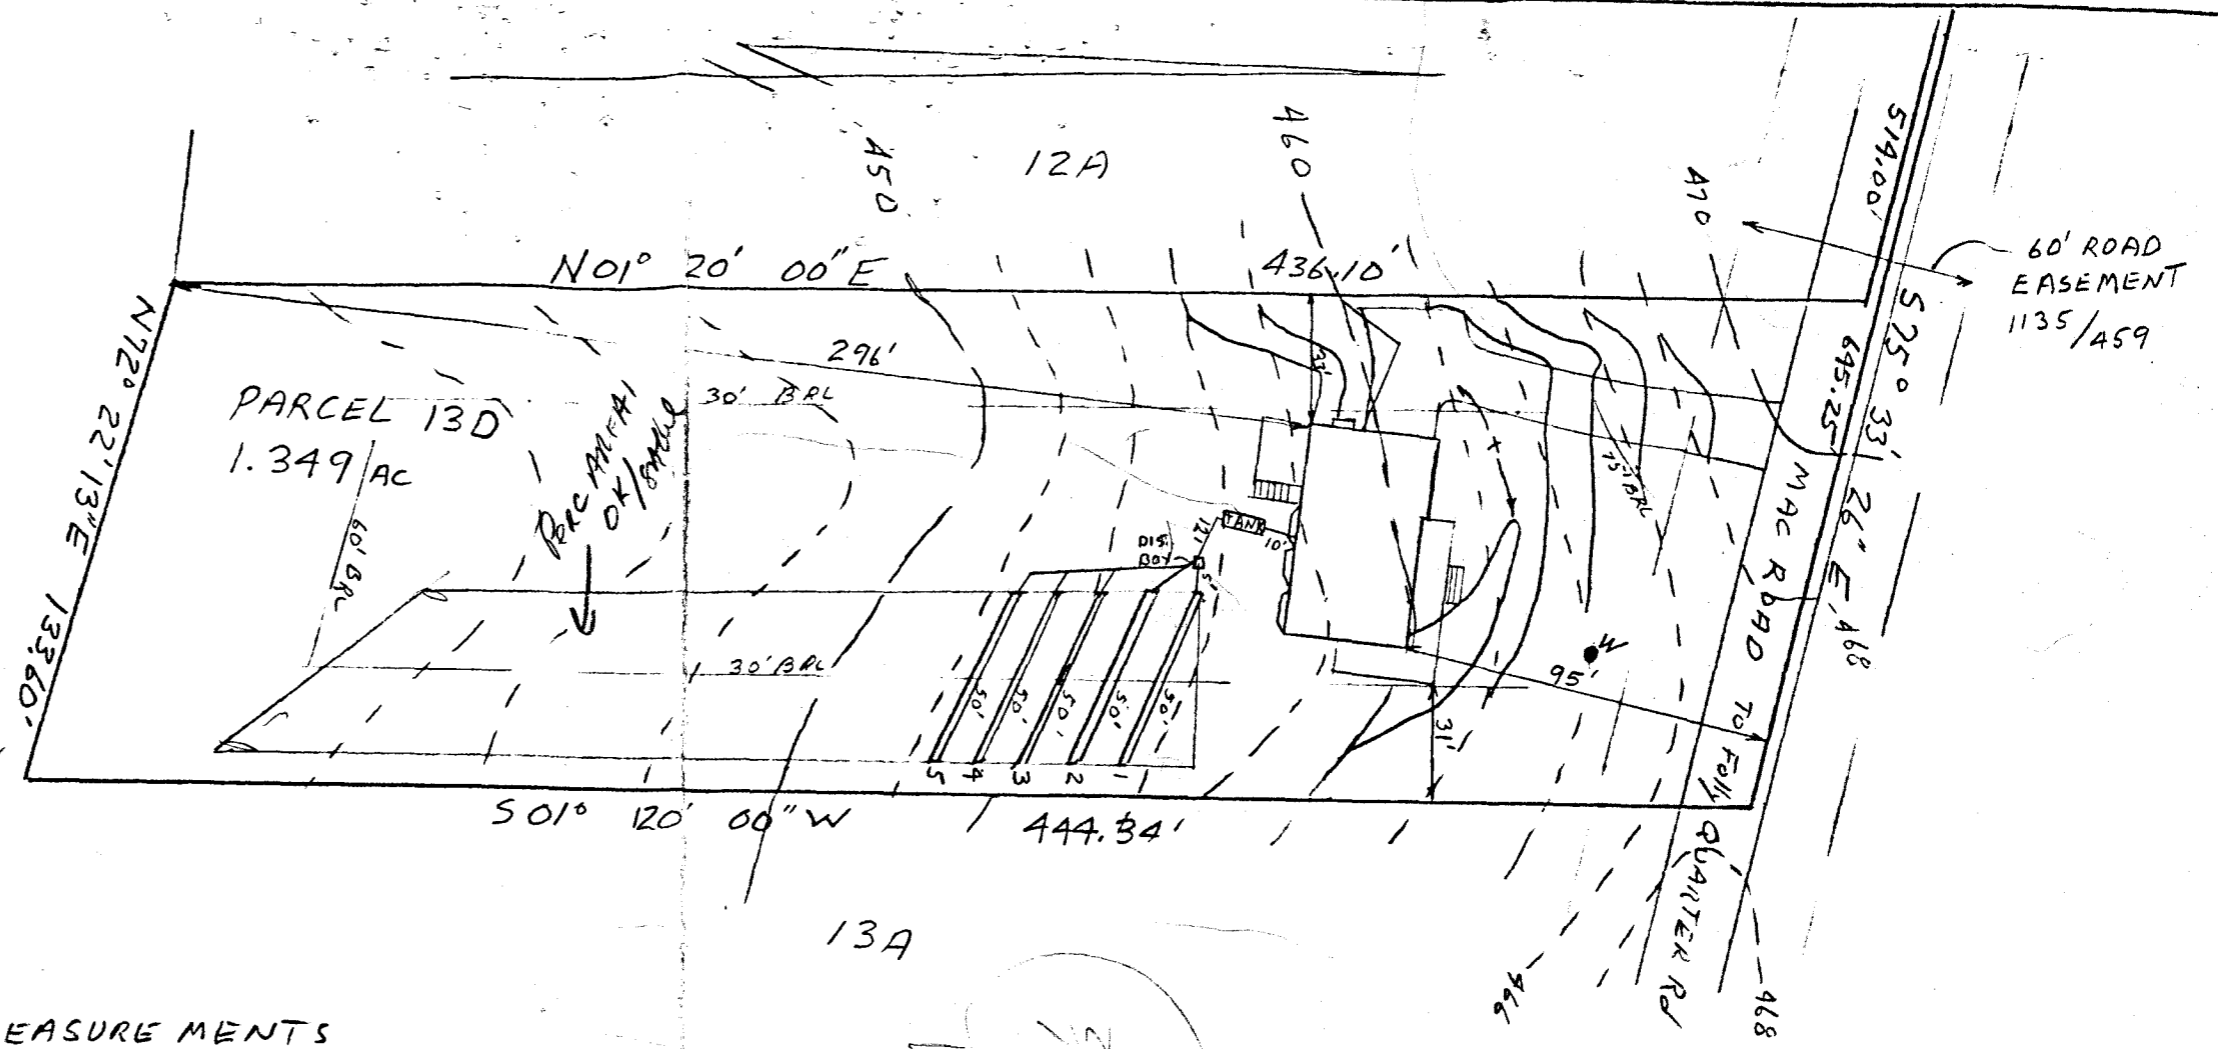 12A
450
460
470
514.00'
60' ROAD
EASEMENT
1135/459
N01° 20' 00" E
436.10'
S75° 33' 26" E
645.25'
N72° 22' 13" E 133.60'
PARCEL 13D
1.349 AC
296'
30' BRL
33'
60' BRL
PERC AREA
OK/
DIS.
BOX
12'
TANK
10'
5'
75' BRL
MAC ROAD TO Folly QUARTER Rd
468
W
95'
30' BRL
50'
50'
50'
50'
50'
5
4
3
2
1
31'
S01° 120' 00" W
444.34'
13A
466
468
EASUREMENTS